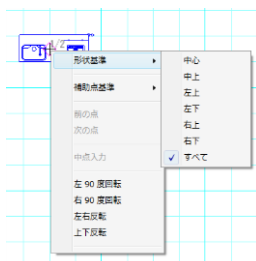 形状基準
補助点基準
前の点
次の点
中点入力
左 90 度回転
右 90 度回転
左右反転
上下反転
中心
中上
左上
左下
右上
右下
すべて